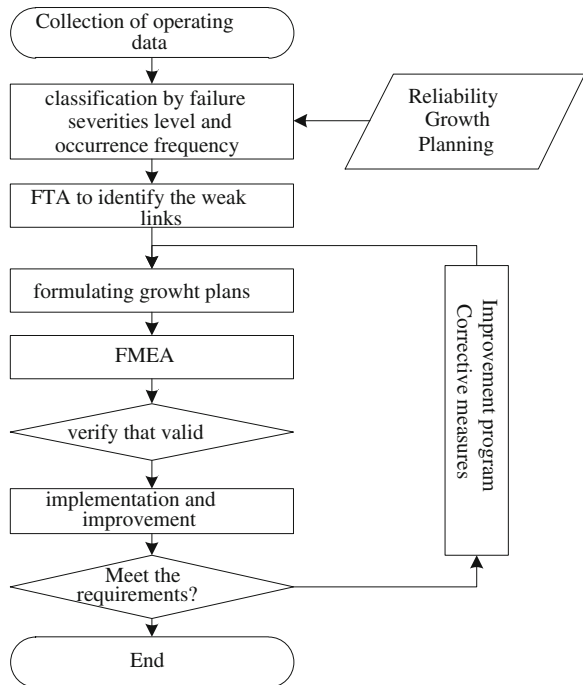 Collection of operating
data
classification by failure
severities level and
occurrence frequency
Reliability
Growth
Planning
FTA to identify the weak
links
formulating growht plans
FMEA
verify that valid
implementation and
improvement
Meet the
requirements?
End
Improvement program
Corrective measures